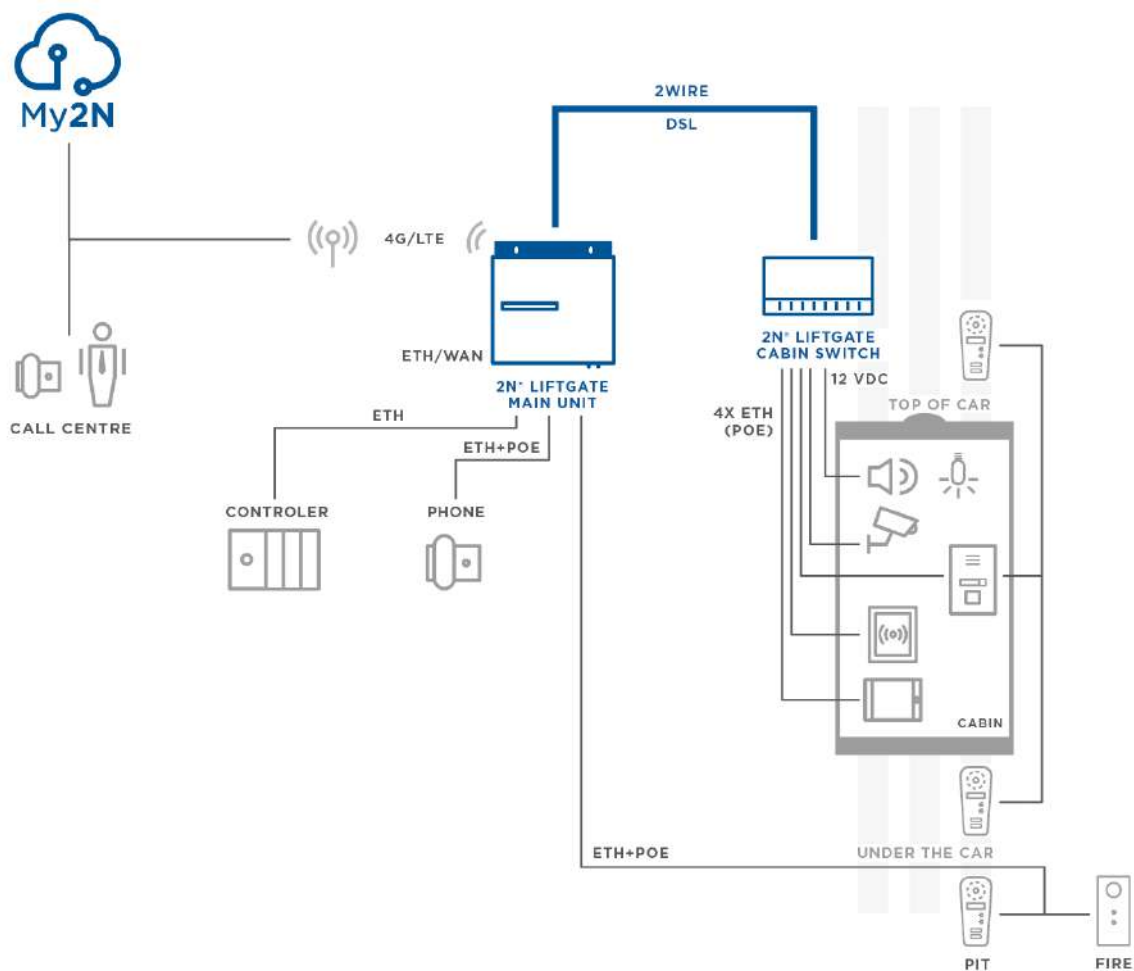 My2N
2WIRE
DSL
4G/LTE
ETH/WAN
2N® LIFTGATE
MAIN UNIT
2N® LIFTGATE
CABIN SWITCH
12 VDC
TOP OF CAR
4X ETH
(POE)
CALL CENTRE
ETH
ETH+POE
CONTROLER
PHONE
CABIN
ETH+POE
UNDER THE CAR
PIT
FIRE